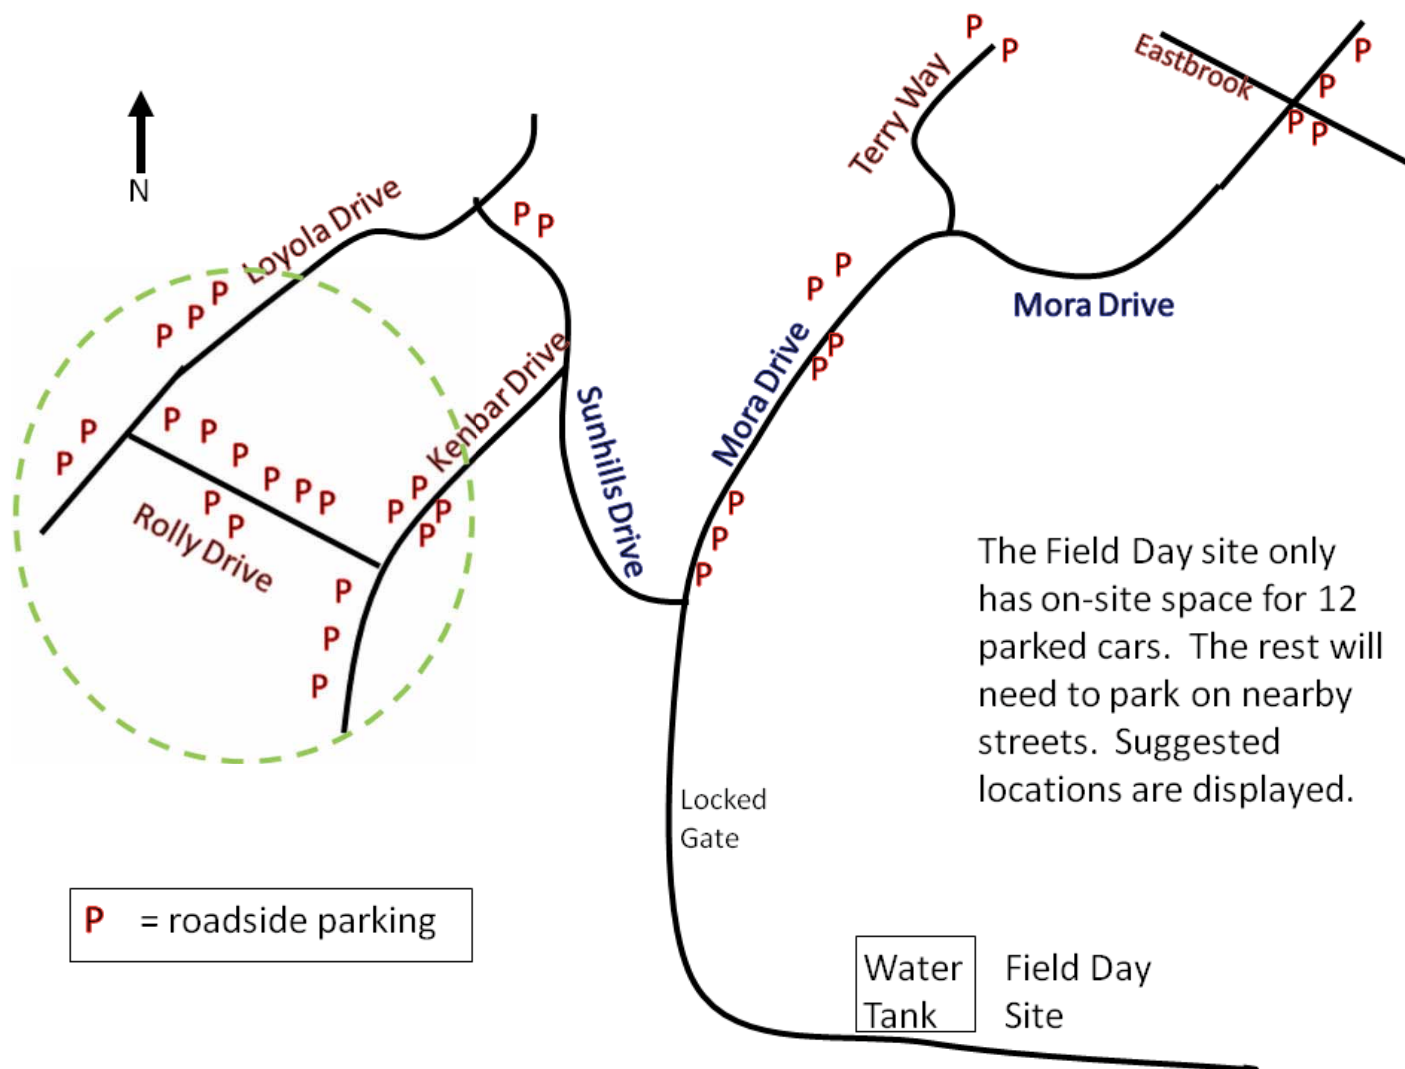 P
P
Eastbrook
P
P
P P
Terry Way
N
Loyola Drive
P P
P
P
P
P
P
Mora Drive
P
P
Mora Drive
Kenbar Drive
Sunhills Drive
P
P
P
P
P
P
P
P
P
P
P
Rolly Drive
P
P
P
P
P
P
P
P
P
P
P
The Field Day site only
has on-site space for 12
parked cars. The rest will
need to park on nearby
streets. Suggested
locations are displayed.
Locked
Gate
P = roadside parking
Water
Tank
Field Day
Site